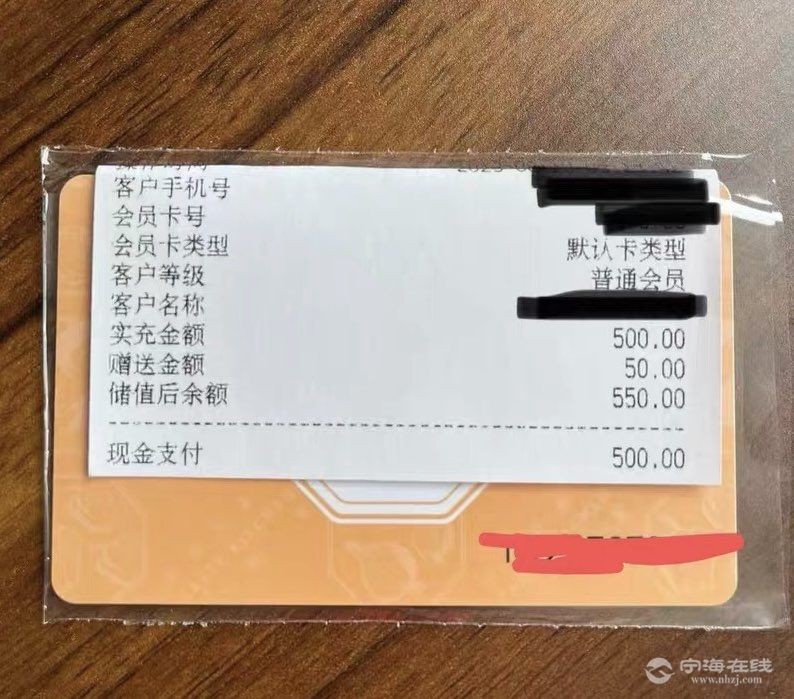 客户手机号
会员卡号
会员卡类型 默认卡类型
客户等级 普通会员
客户名称
实充金额 500.00
赠送金额 50.00
储值后余额 550.00
现金支付 500.00
宁海在线
www.nhzj.com